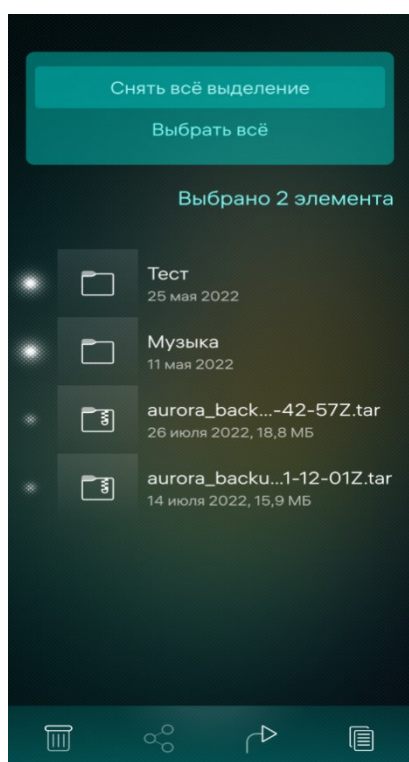 Снять всё выделение
Выбрать всё
Выбрано 2 элемента
Тест
25 мая 2022
Музыка
11 мая 2022
aurora_back...-42-57Z.tar
26 июля 2022, 18,8 МБ
aurora_backu...1-12-01Z.tar
14 июля 2022, 15,9 МБ